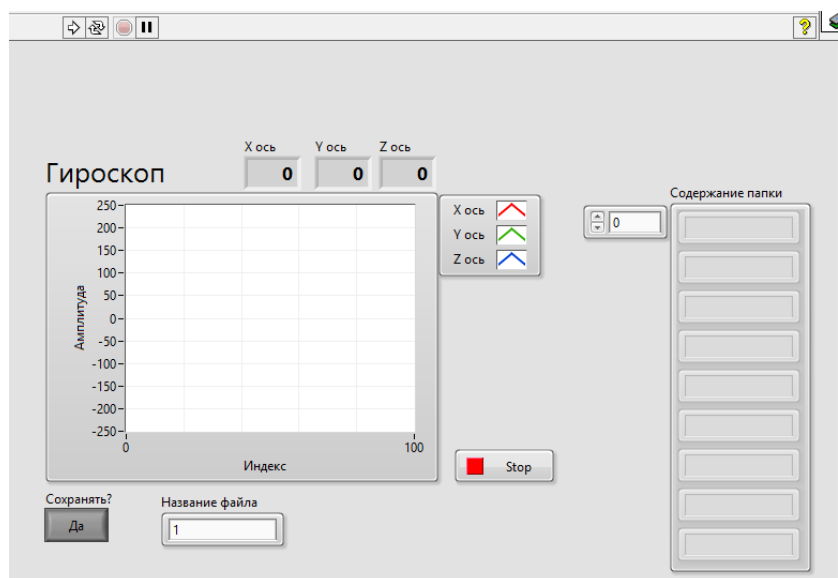 X ось Y ось Z ось
Гироскоп 0 0 0
Содержание папки
X ось
Y ось
Z ось
0
250
200
150
100
50
0
-50
-100
-150
-200
-250
Амплитуда
0 100
Индекс
Stop
Сохранять?
Да
Название файла
1